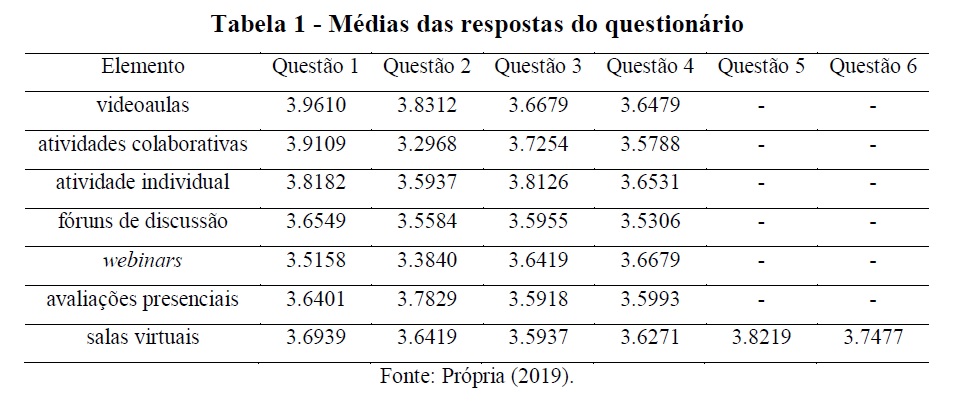 Tabela 1 - Médias das respostas do questionário
Elemento Questão 1 Questão 2 Questão 3 Questão 4 Questão 5 Questão 6
videoaulas 3.9610 3.8312 3.6679 3.6479 - -
atividades colaborativas 3.9109 3.2968 3.7254 3.5788 - -
atividade individual 3.8182 3.5937 3.8126 3.6531 - -
fóruns de discussão 3.6549 3.5584 3.5955 3.5306 - -
webinars 3.5158 3.3840 3.6419 3.6679 - -
avaliações presenciais 3.6401 3.7829 3.5918 3.5993 - -
salas virtuais 3.6939 3.6419 3.5937 3.6271 3.8219 3.7477
Fonte: Própria (2019).